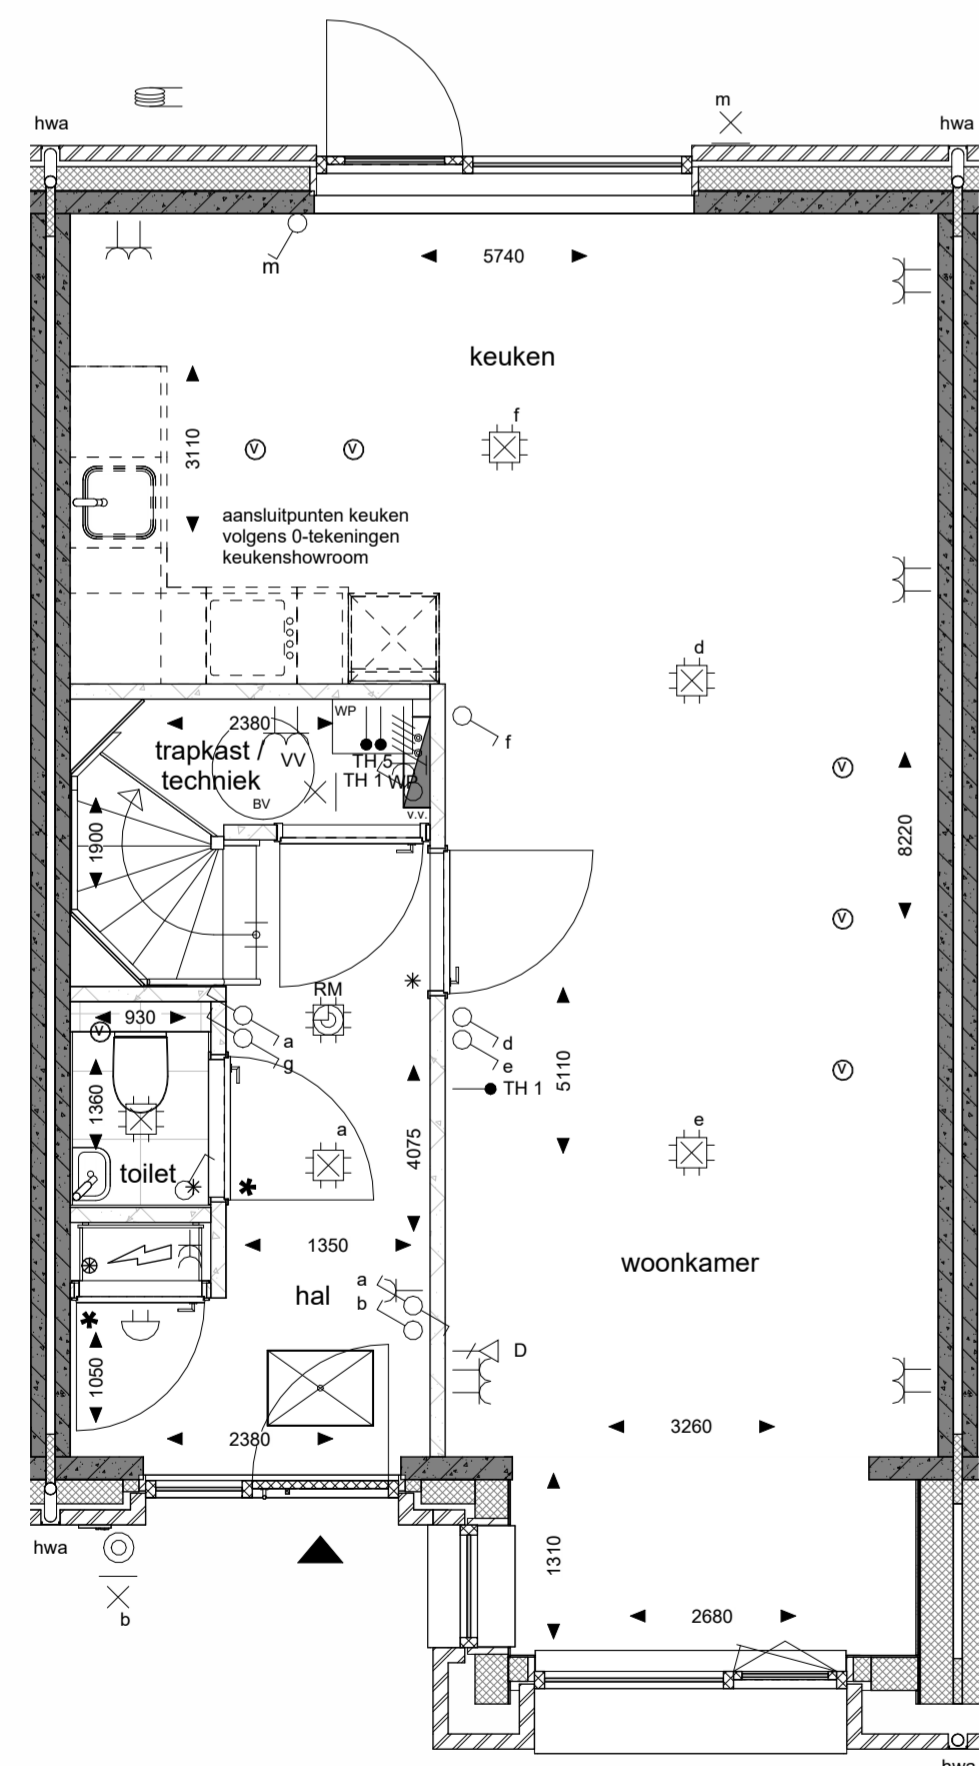 m
hwa
hwa
m
5740
keuken
f
3110
V
V
aansluitpunten keuken
volgens 0-tekeningen
keukenshowroom
d
WP
2380
f
trapkast /
techniek
VV
TH 5
TH 1
WP
BV
v.v.
V
1900
8220
V
RM
930
V
a
g
d
e
TH 1
5110
V
1360
a
4075
e
toilet
1350
woonkamer
hal
a
b
D
1050
2380
3260
hwa
1310
b
2680
hwa